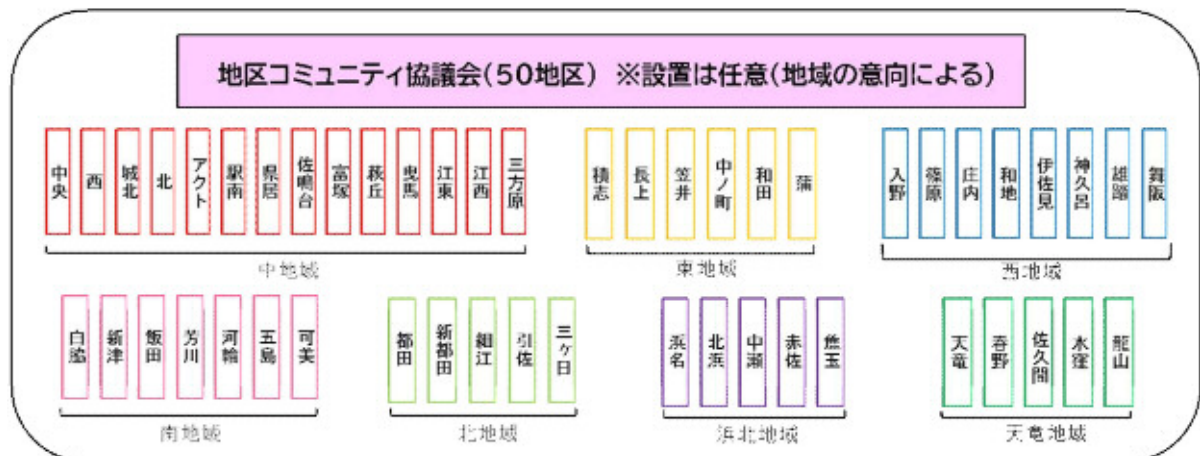 地区コミュニティ協議会(50地区) ※設置は任意(地域の意向による)
中央
西
城北
北
アクト
駅南
県居
佐鳴台
富塚
萩丘
曳馬
江東
江西
三方原
中地域
積志
長上
笠井
中ノ町
和田
蒲
東地域
入野
篠原
庄内
和地
伊佐見
神久呂
雄踏
舞阪
西地域
白脇
新津
飯田
芳川
河輪
五島
可美
南地域
都田
新都田
細江
引佐
三ヶ日
北地域
浜名
北浜
中瀬
赤佐
麁玉
浜北地域
天竜
春野
佐久間
水窪
龍山
天竜地域